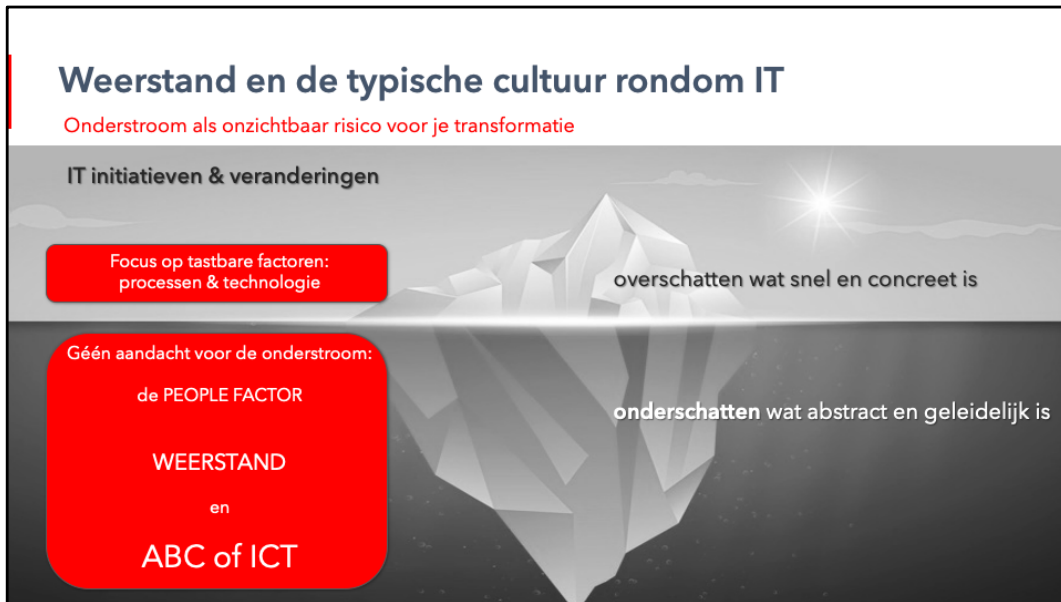 Weerstand en de typische cultuur rondom IT
Onderstroom als onzichtbaar risico voor je transformatie
IT initiatieven & veranderingen
Focus op tastbare factoren:
processen & technologie
overschatten wat snel en concreet is
Géén aandacht voor de onderstroom:
de PEOPLE FACTOR
WEERSTAND
en
ABC of ICT
onderschatten wat abstract en geleidelijk is